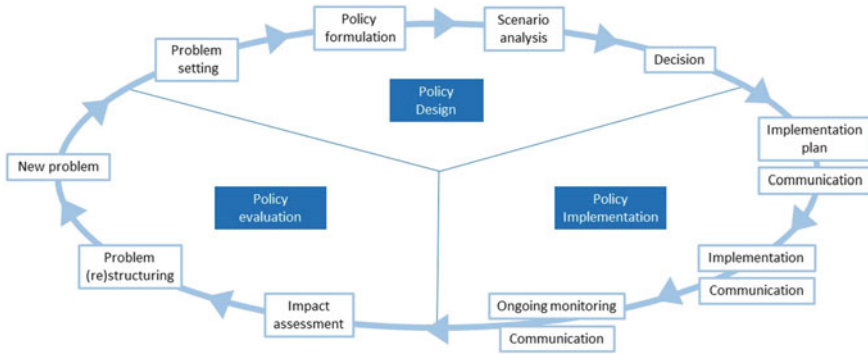 Problem
setting
Policy
formulation
Scenario
analysis
Decision
Policy
Design
Implementation
plan
Communication
New problem
Policy
evaluation
Policy
Implementation
Problem
(re)structuring
Implementation
Communication
Impact
assessment
Ongoing monitoring
Communication